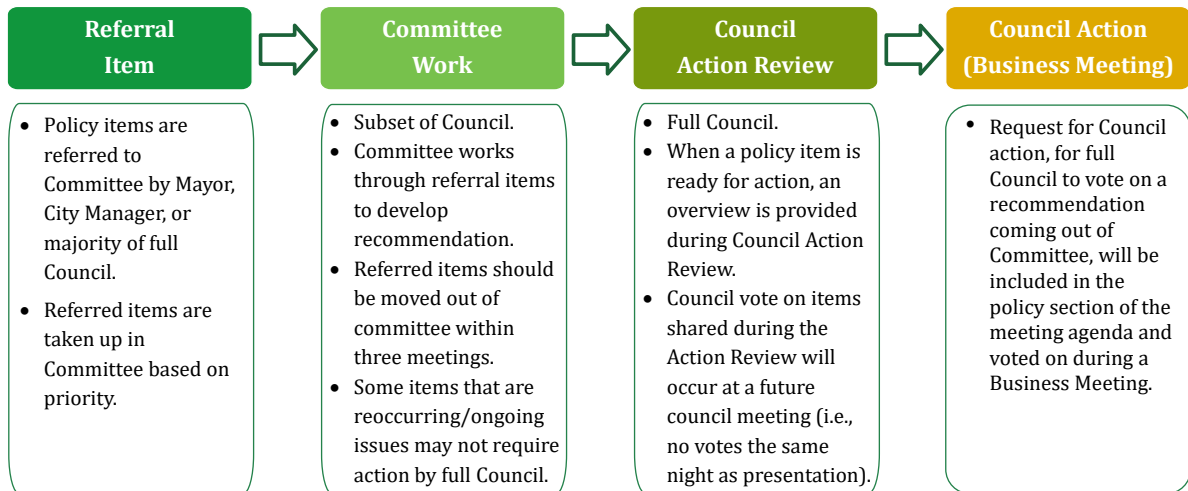 Referral
Item
Committee
Work
Council
Action Review
Council Action
(Business Meeting)
• Policy items are
referred to
Committee by Mayor,
City Manager, or
majority of full
Council.
• Referred items are
taken up in
Committee based on
priority.
• Subset of Council.
• Committee works
through referral items
to develop
recommendation.
• Referred items should
be moved out of
committee within
three meetings.
• Some items that are
reoccurring/ongoing
issues may not require
action by full Council.
• Full Council.
• When a policy item is
ready for action, an
overview is provided
during Council Action
Review.
• Council vote on items
shared during the
Action Review will
occur at a future
council meeting (i.e.,
no votes the same
night as presentation).
• Request for Council
action, for full
Council to vote on a
recommendation
coming out of
Committee, will be
included in the
policy section of the
meeting agenda and
voted on during a
Business Meeting.